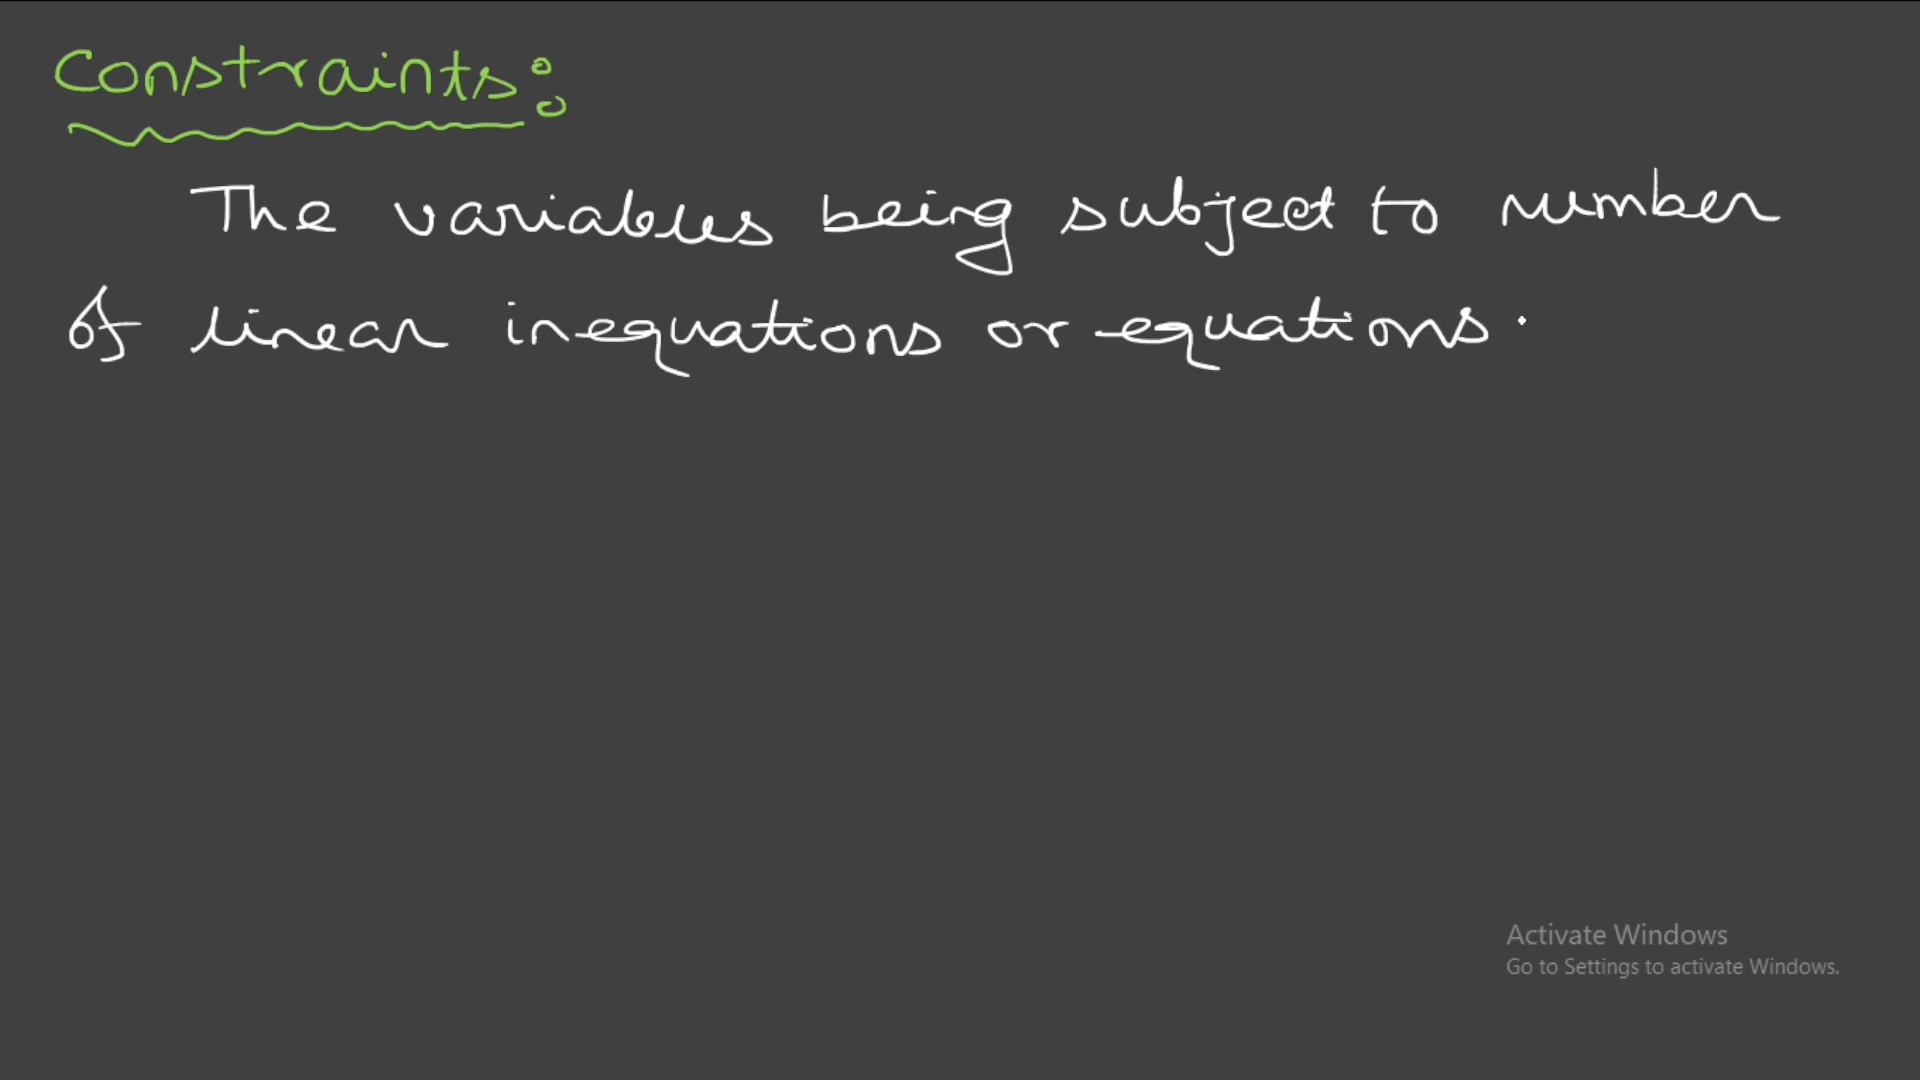 Constraints:
The variables being subject to number
of linear inequations or equations.
Activate Windows
Go to Settings to activate Windows.